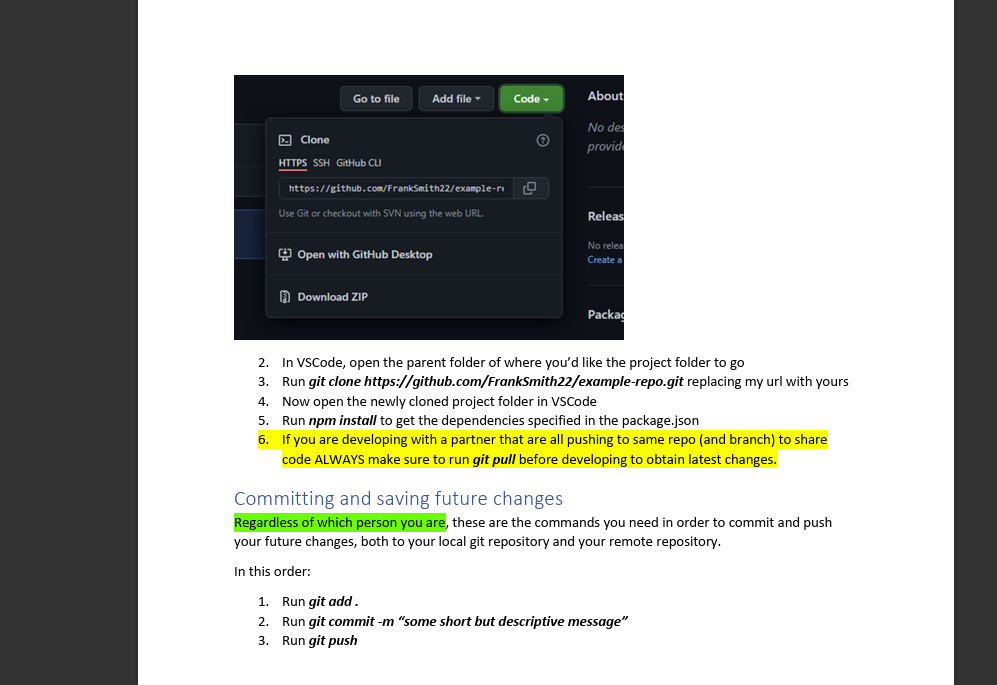 Go to file Add file Code About
Clone
No des
HTTPS SSH GitHub CLI
provide
https://github.com/FrankSmith22/example-re
Use Git or checkout with SVN using the web URL.
Releas
No relea
Open with GitHub Desktop
Create a
Download ZIP
Packag
2. In VSCode, open the parent folder of where you’d like the project folder to go
3. Run git clone https://github.com/FrankSmith22/example-repo.git replacing my url with yours
4. Now open the newly cloned project folder in VSCode
5. Run npm install to get the dependencies specified in the package.json
6. If you are developing with a partner that are all pushing to same repo (and branch) to share
code ALWAYS make sure to run git pull before developing to obtain latest changes.
Committing and saving future changes
Regardless of which person you are, these are the commands you need in order to commit and push
your future changes, both to your local git repository and your remote repository.
In this order:
1. Run git add .
2. Run git commit -m “some short but descriptive message”
3. Run git push